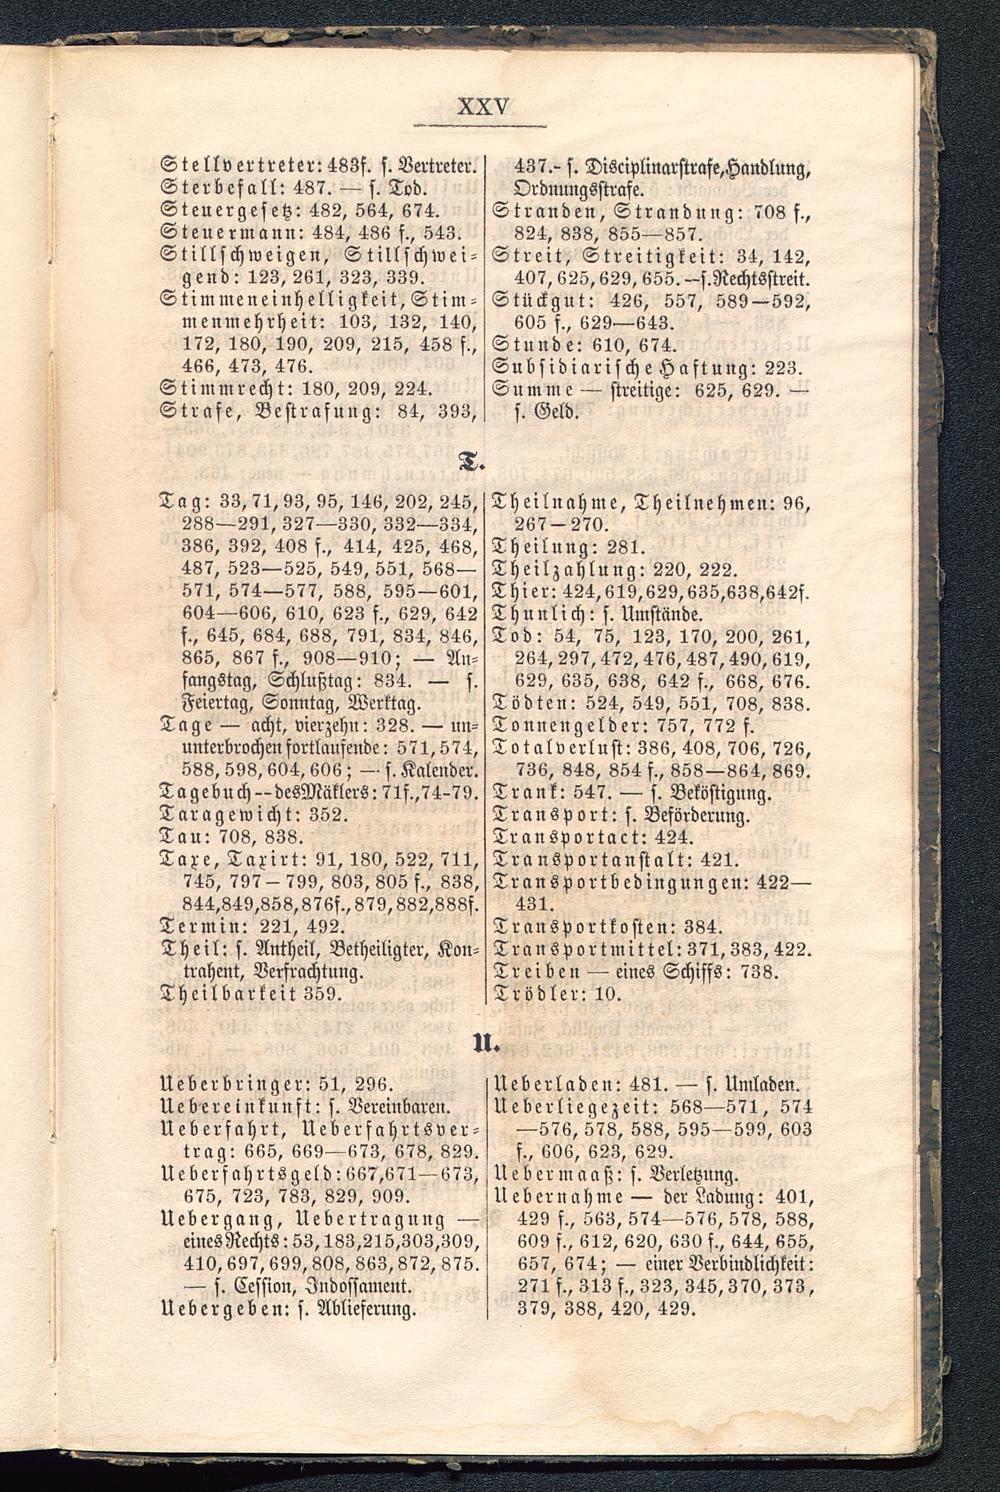 XXV
Stellvertreter: 483f. s. Vertreter.
Sterbefall: 487. — s. Tod.
Steuergesetz: 482, 564, 674.
Steuermann: 484, 486 f., 543.
Stillschweigen, Stillschwei-
gend: 123, 261, 323, 339.
Stimmeneinhelligkeit, Stim-
menmehrheit: 103, 132, 140,
172, 180, 190, 209, 215, 458 f.,
466, 473, 476.
Stimmrecht: 180, 209, 224.
Strafe, Bestrafung: 84, 393,
437.- s. Disciplinarstrafe, Handlung,
Ordnungsstrafe.
Stranden, Strandung: 708 f.,
824, 838, 855—857.
Streit, Streitigkeit: 34, 142,
407, 625, 629, 655. -- s. Rechtsstreit.
Stückgut: 426, 557, 589—592,
605 f., 629—643.
Stunde: 610, 674.
Subsidiarische Haftung: 223.
Summe — streitige: 625, 629. —
s. Geld.
T.
Tag: 33, 71, 93, 95, 146, 202, 245,
288—291, 327—330, 332—334,
386, 392, 408 f., 414, 425, 468,
487, 523—525, 549, 551, 568—
571, 574—577, 588, 595—601,
604—606, 610, 623 f., 629, 642
f., 645, 684, 688, 791, 834, 846,
865, 867 f., 908—910; — An-
fangstag, Schlußtag: 834. — s.
Feiertag, Sonntag, Werktag.
Tage — acht, vierzehn: 328. — un-
unterbrochen fortlaufende: 571, 574,
588, 598, 604, 606; — s. Kalender.
Tagebuch -- des Mäklers: 71f., 74-79.
Taragewicht: 352.
Tau: 708, 838.
Taxe, Taxirt: 91, 180, 522, 711,
745, 797—799, 803, 805 f., 838,
844, 849, 858, 876f., 879, 882, 888f.
Termin: 221, 492.
Theil: s. Antheil, Betheiligter, Kon-
trahent, Verfrachtung.
Theilbarkeit 359.
Theilnahme, Theilnehmen: 96,
267—270.
Theilung: 281.
Theilzahlung: 220, 222.
Thier: 424, 619, 629, 635, 638, 642f.
Thunlich: s. Umstände.
Tod: 54, 75, 123, 170, 200, 261,
264, 297, 472, 476, 487, 490, 619,
629, 635, 638, 642 f., 668, 676.
Tödten: 524, 549, 551, 708, 838.
Tonnengelder: 757, 772 f.
Totalverlust: 386, 408, 706, 726,
736, 848, 854 f., 858—864, 869.
Trank: 547. — s. Beköstigung.
Transport: s. Beförderung.
Transportact: 424.
Transportanstalt: 421.
Transportbedingungen: 422—
431.
Transportkosten: 384.
Transportmittel: 371, 383, 422.
Treiben — eines Schiffs: 738.
Trödler: 10.
U.
Ueberbringer: 51, 296.
Uebereinkunft: s. Vereinbaren.
Ueberfahrt, Ueberfahrtsver-
trag: 665, 669—673, 678, 829.
Ueberfahrtsgeld: 667, 671—673,
675, 723, 783, 829, 909.
Uebergang, Uebertragung —
eines Rechts: 53, 183, 215, 303, 309,
410, 697, 699, 808, 863, 872, 875.
— s. Cession, Indossament.
Uebergeben: s. Ablieferung.
Ueberladen: 481. — s. Umladen.
Ueberliegezeit: 568—571, 574
—576, 578, 588, 595—599, 603
f., 606, 623, 629.
Uebermaaß: s. Verletzung.
Uebernahme — der Ladung: 401,
429 f., 563, 574—576, 578, 588,
609 f., 612, 620, 630 f., 644, 655,
657, 674; — einer Verbindlichkeit:
271 f., 313 f., 323, 345, 370, 373,
379, 388, 420, 429.